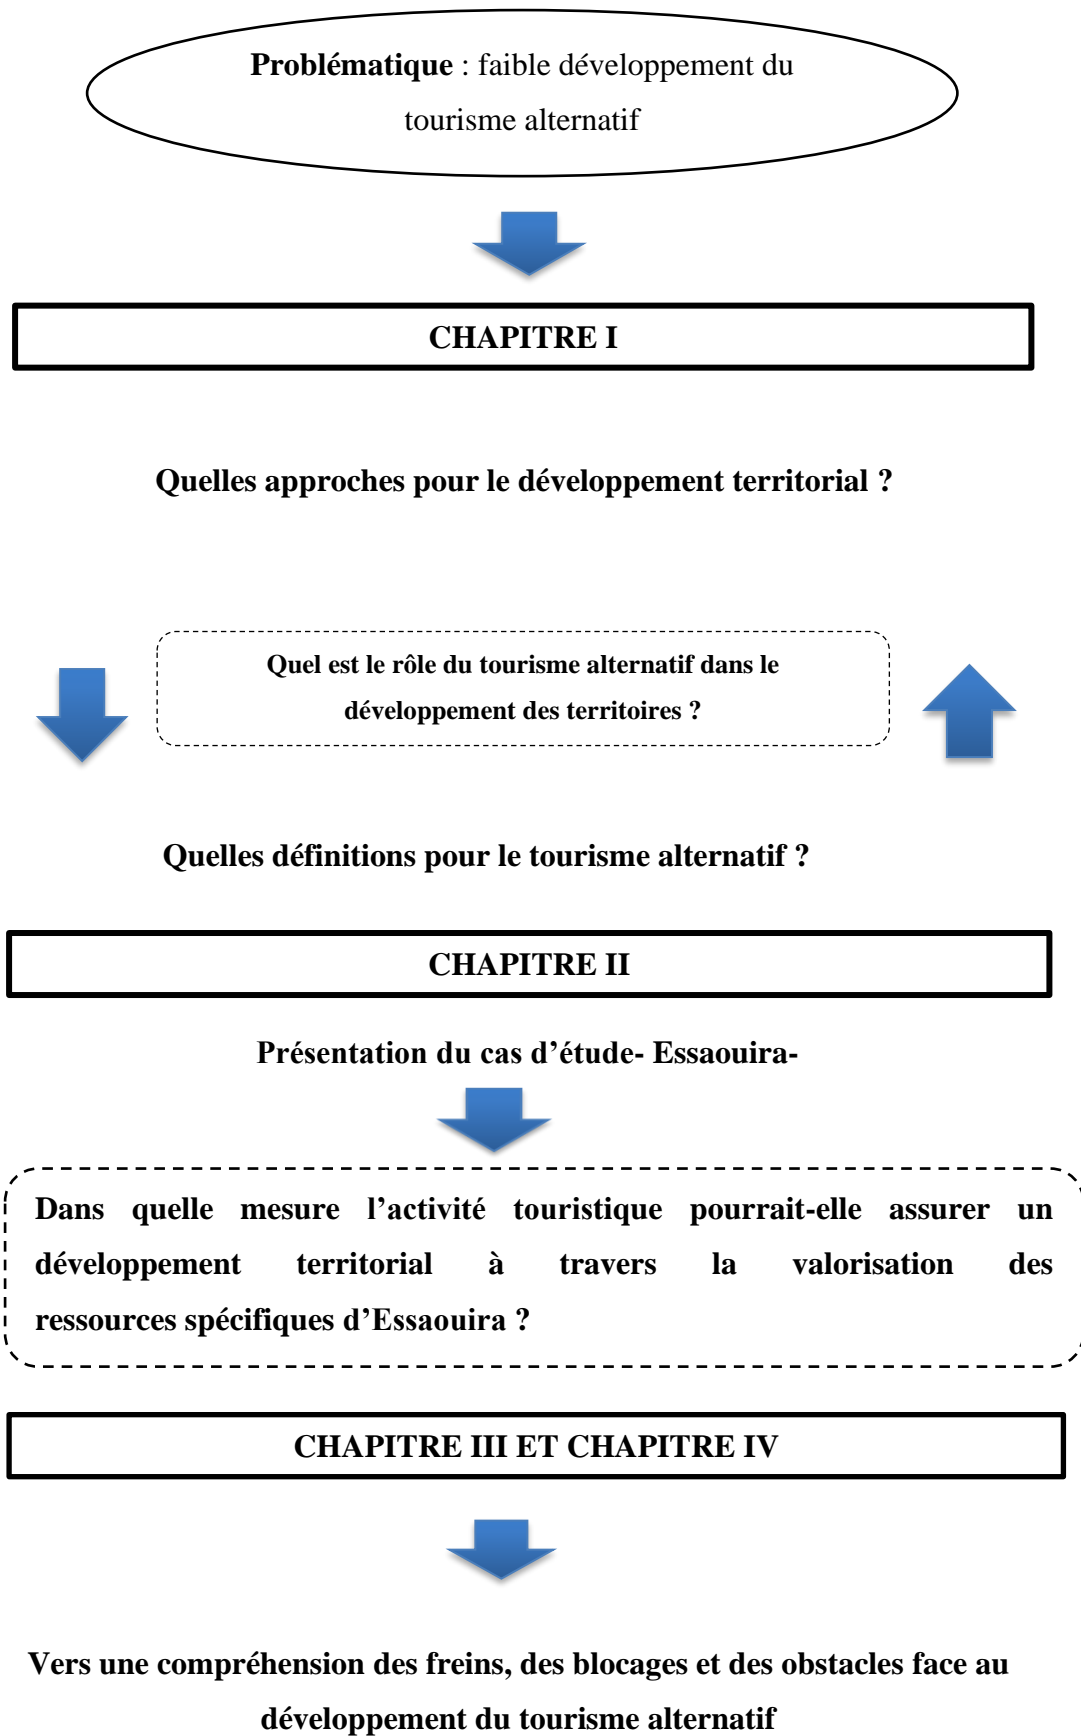 Problématique : faible développement du
tourisme alternatif
CHAPITRE I
Quelles approches pour le développement territorial ?
Quel est le rôle du tourisme alternatif dans le
développement des territoires ?
Quelles définitions pour le tourisme alternatif ?
CHAPITRE II
Présentation du cas d’étude- Essaouira-
Dans quelle mesure l’activité touristique pourrait-elle assurer un
développement territorial à travers la valorisation des
ressources spécifiques d’Essaouira ?
CHAPITRE III ET CHAPITRE IV
Vers une compréhension des freins, des blocages et des obstacles face au
développement du tourisme alternatif